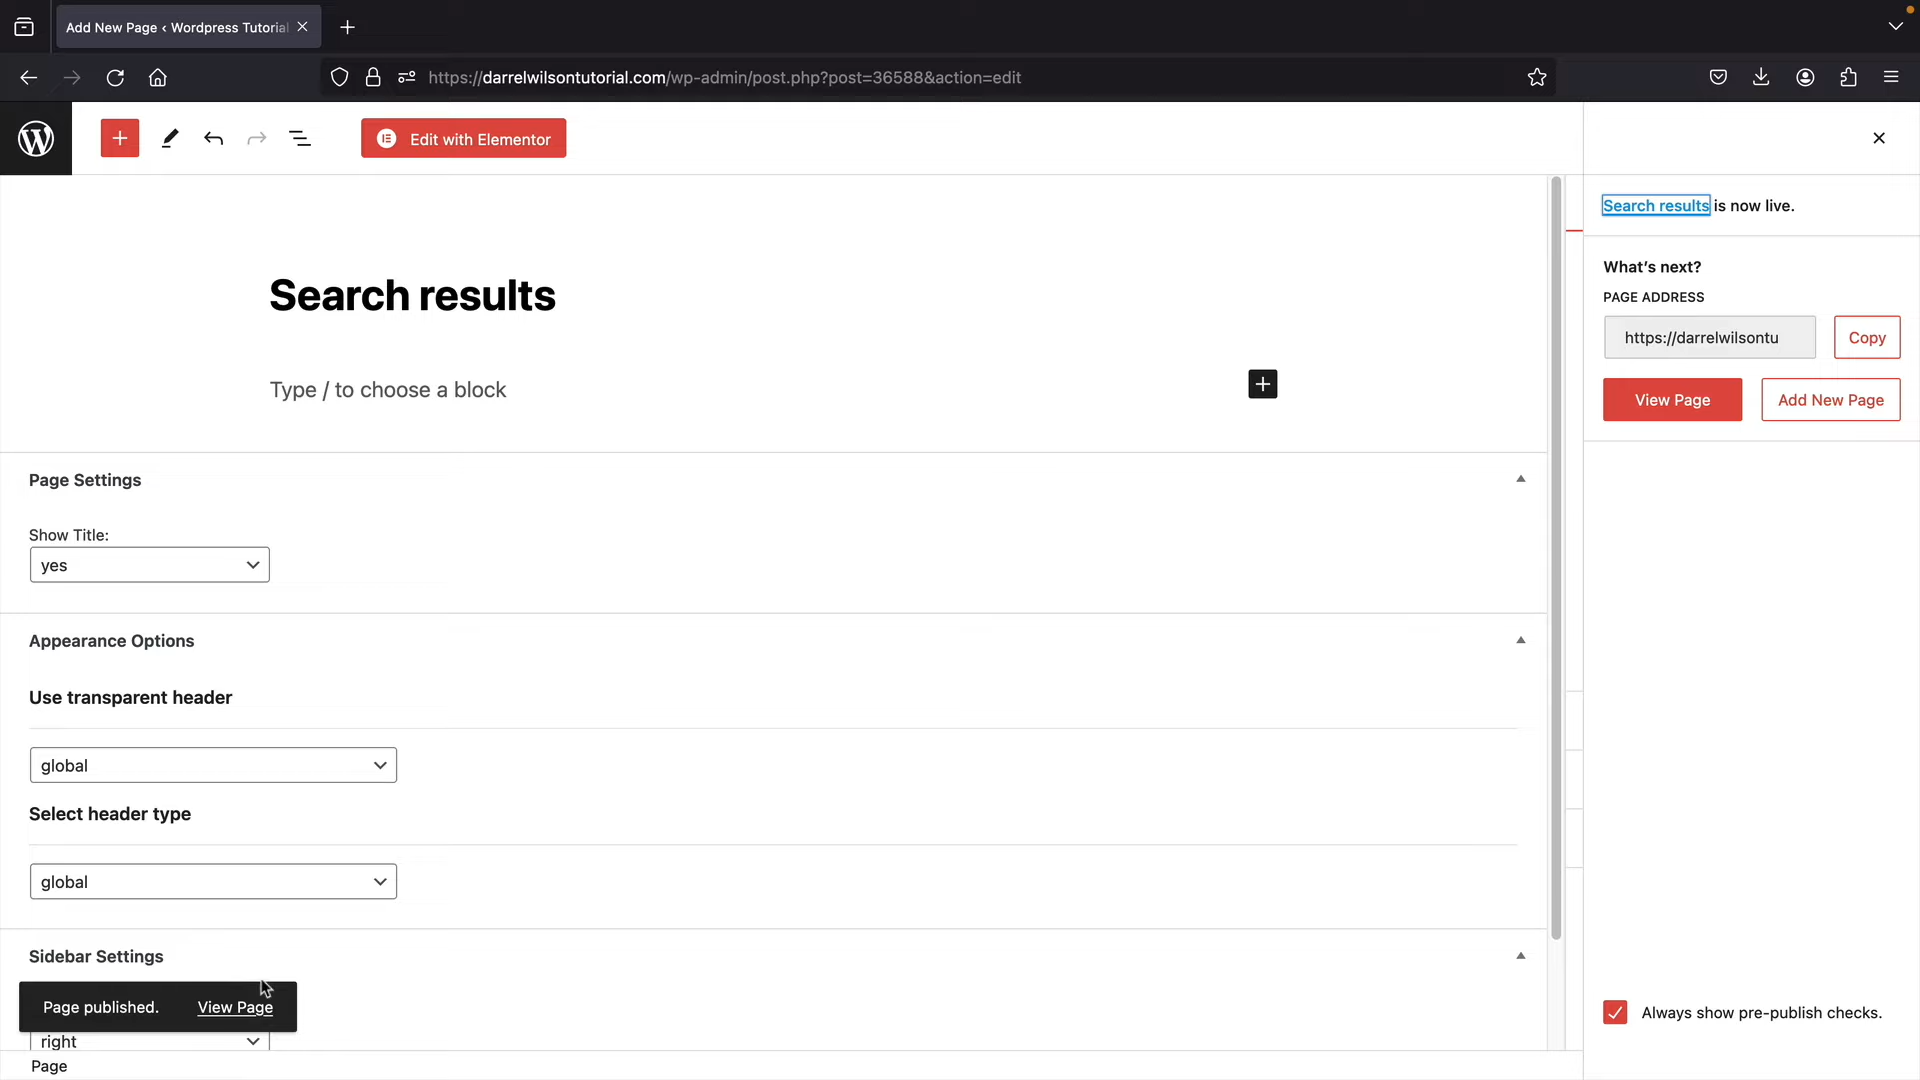 Add New Page ‹ Wordpress Tutorial
https://darrelwilsontutorial.com/wp-admin/post.php?post=36588&action=edit
Edit with Elementor
Search results is now live.
What's next?
PAGE ADDRESS
https://darrelwilsontu
Copy
View Page
Add New Page
Search results
Type / to choose a block
Page Settings
Show Title:
yes
Appearance Options
Use transparent header
global
Select header type
global
Sidebar Settings
Page published. View Page
right
Page
Always show pre-publish checks.